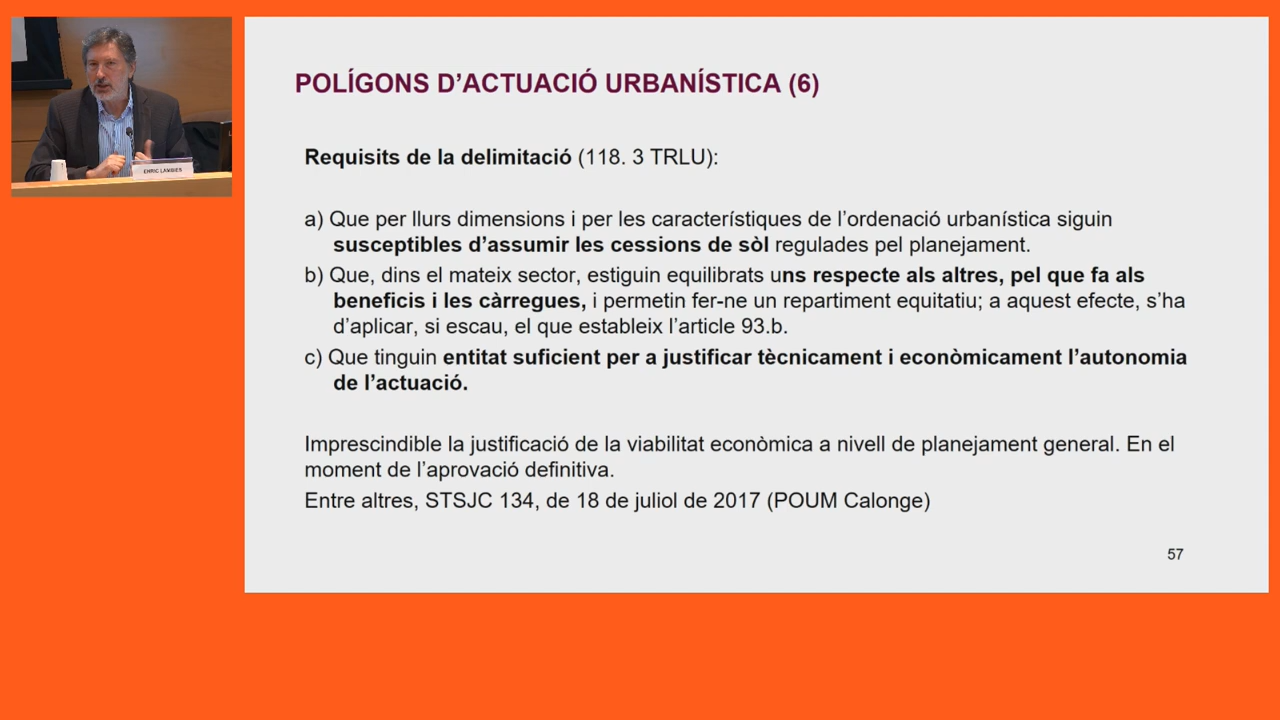 POLÍGONS D'ACTUACIÓ URBANÍSTICA (6)
Requisits de la delimitació (118. 3 TRLU):
a) Que per llurs dimensions i per les característiques de l'ordenació urbanística siguin
susceptibles d'assumir les cessions de sòl regulades pel planejament.
b) Que, dins el mateix sector, estiguin equilibrats uns respecte als altres, pel que fa als
beneficis i les càrregues, i permetin fer-ne un repartiment equitatiu; a aquest efecte, s'ha
d'aplicar, si escau, el que estableix l'article 93.b.
c) Que tinguin entitat suficient per a justificar tècnicament i econòmicament l'autonomia
de l'actuació.
Imprescindible la justificació de la viabilitat econòmica a nivell de planejament general. En el
moment de l'aprovació definitiva.
Entre altres, STSJC 134, de 18 de juliol de 2017 (POUM Calonge)
57
ENRIC LAMBIES